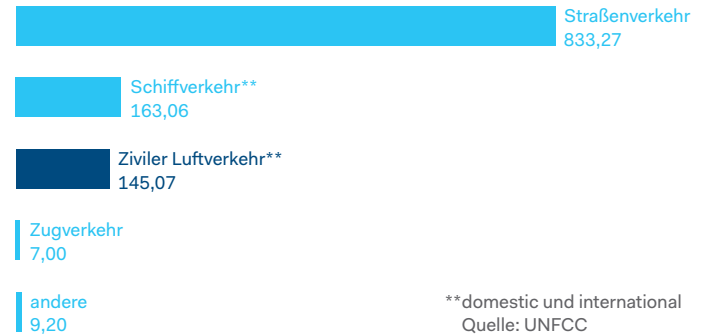 Straßenverkehr
833,27
Schiffverkehr**
163,06
Ziviler Luftverkehr**
145,07
Zugverkehr
7,00
andere
9,20
**domestic und international
Quelle: UNFCC